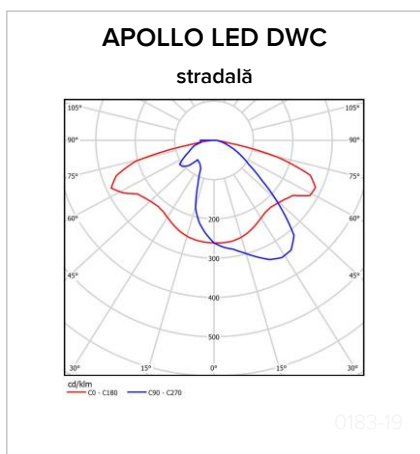 APOLLO LED DWC
stradală
105° 105°
90° 90°
75° 75°
60° 60°
200
45° 300 45°
400
500
30° 15° 0° 15° 30°
cd/klm
C0 - C180 C90 - C270
0183-19